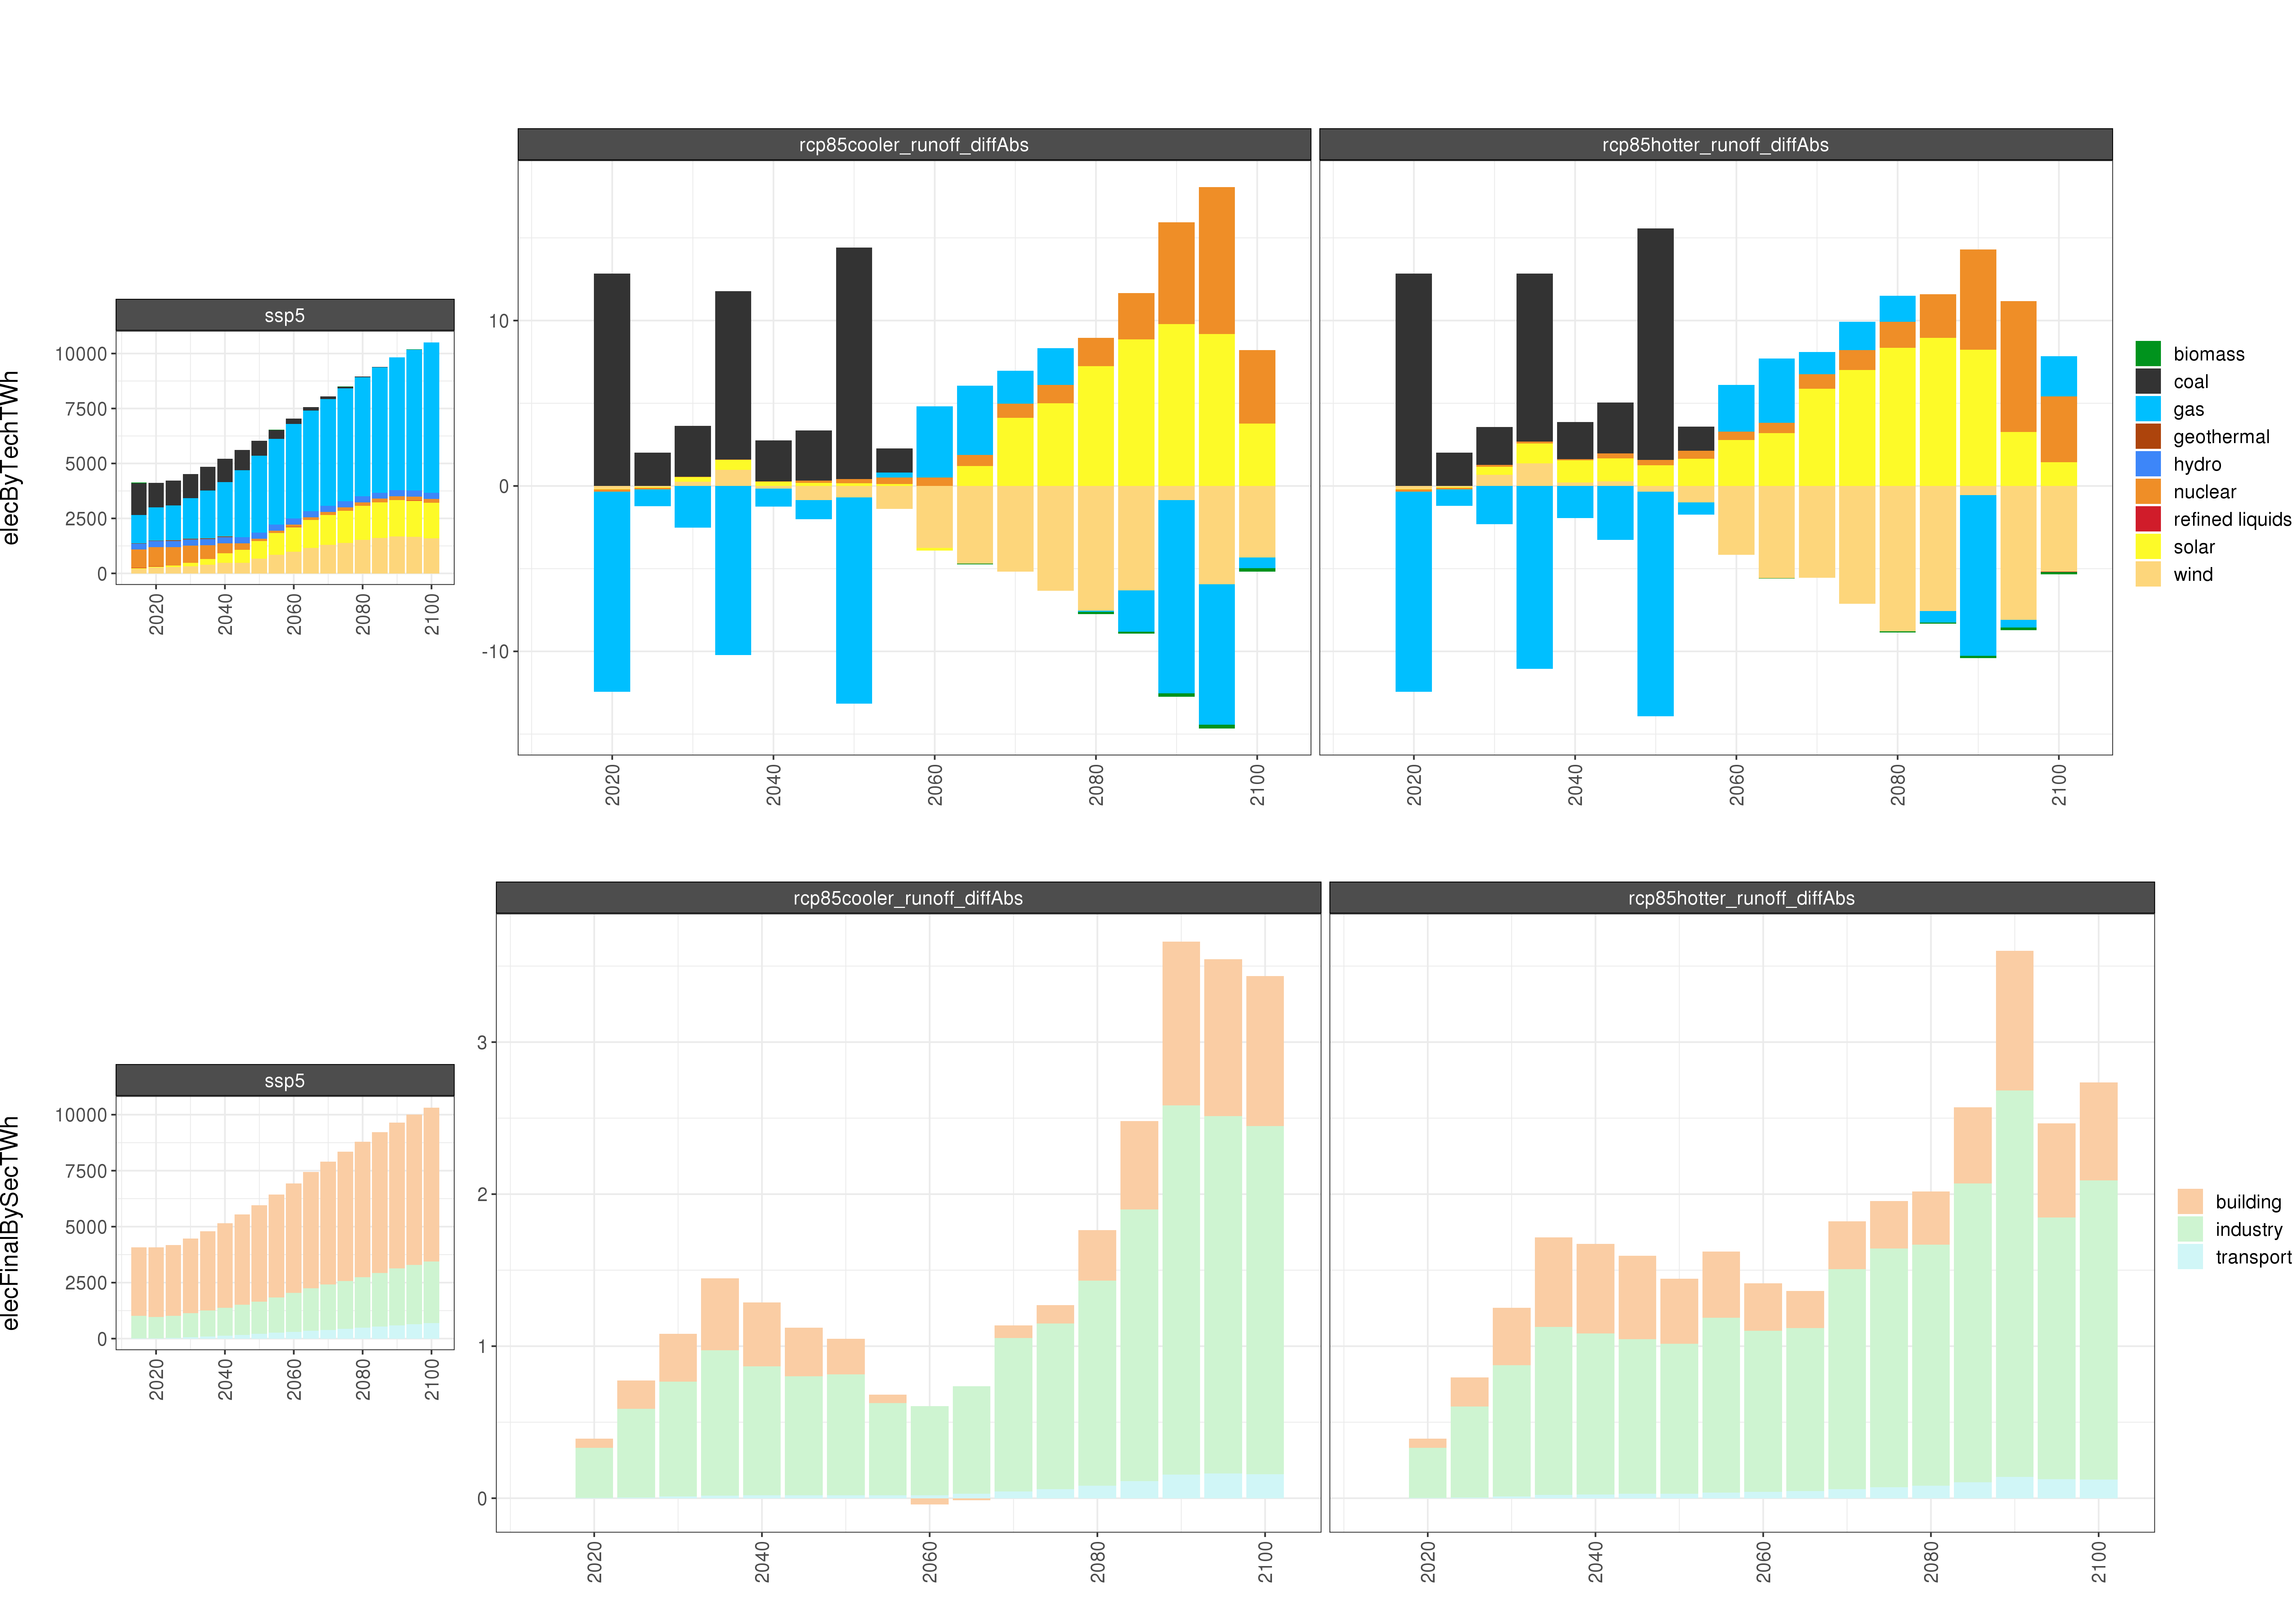 rcp85cooler_runoff_diffAbs
rcp85hotter_runoff_diffAbs
10
0
-10
2020 2040 2060 2080 2100
2020 2040 2060 2080 2100
elecByTechTWh
ssp5
10000
7500
5000
2500
0
2020 2040 2060 2080 2100
biomass
coal
gas
geothermal
hydro
nuclear
refined liquids
solar
wind
rcp85cooler_runoff_diffAbs
rcp85hotter_runoff_diffAbs
3
2
1
0
2020 2040 2060 2080 2100
2020 2040 2060 2080 2100
elecFinalBySecTWh
ssp5
10000
7500
5000
2500
0
2020 2040 2060 2080 2100
building
industry
transport